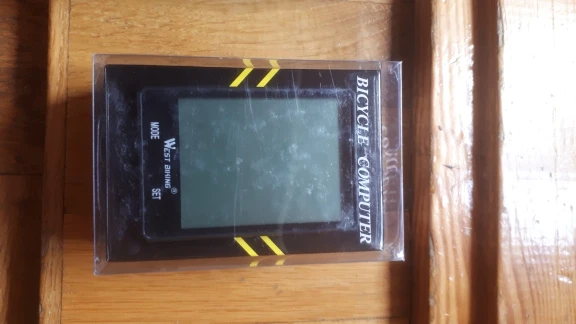 BICYCLE COMPUTER
WEST BIKING®
MODE
SET